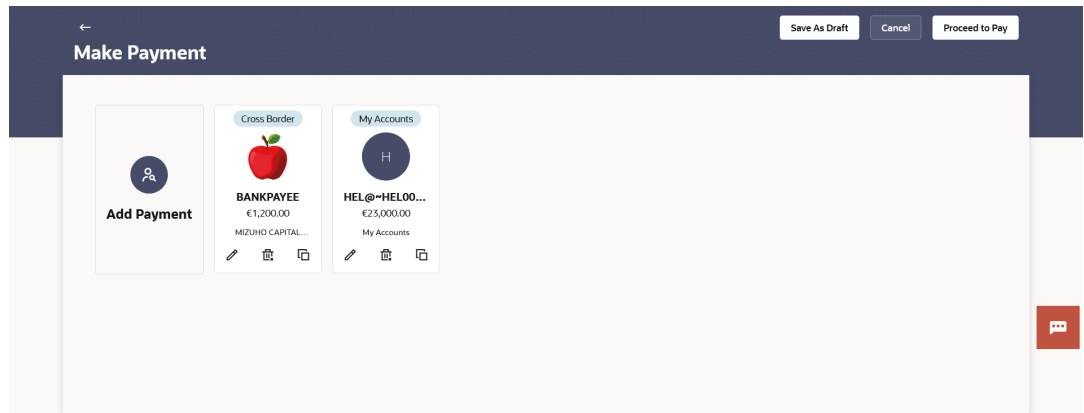 Save As Draft
Cancel
Proceed to Pay
Make Payment
Add Payment
Cross Border
BANKPAYEE
€1,200.00
MIZUHO CAPITAL...
My Accounts
H
HEL@~HEL00...
€23,000.00
My Accounts